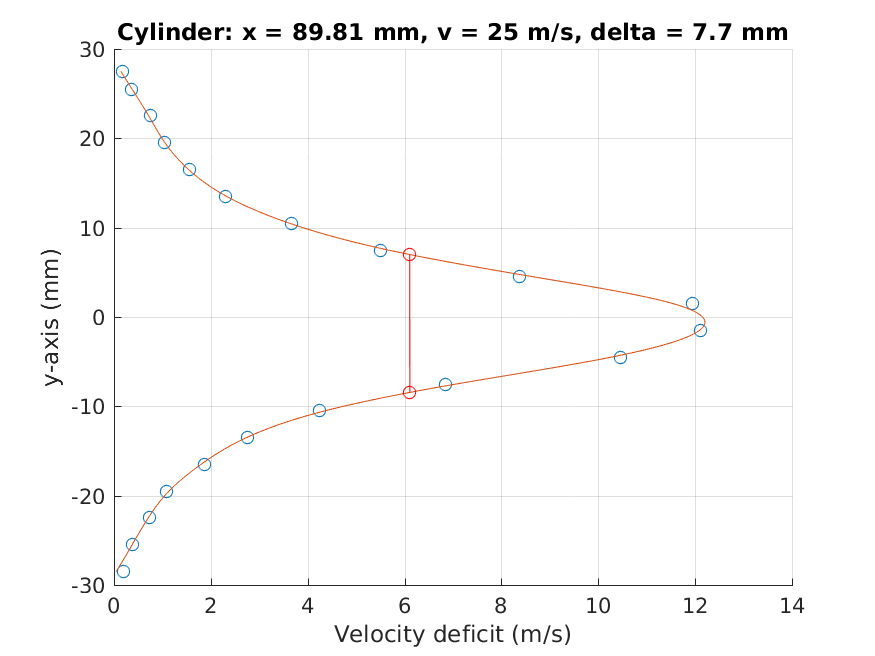 Cylinder: x = 89.81 mm, v = 25 m/s, delta = 7.7 mm
30
20
10
0
-10
-20
-30
y-axis (mm)
0 2 4 6 8 10 12 14
Velocity deficit (m/s)